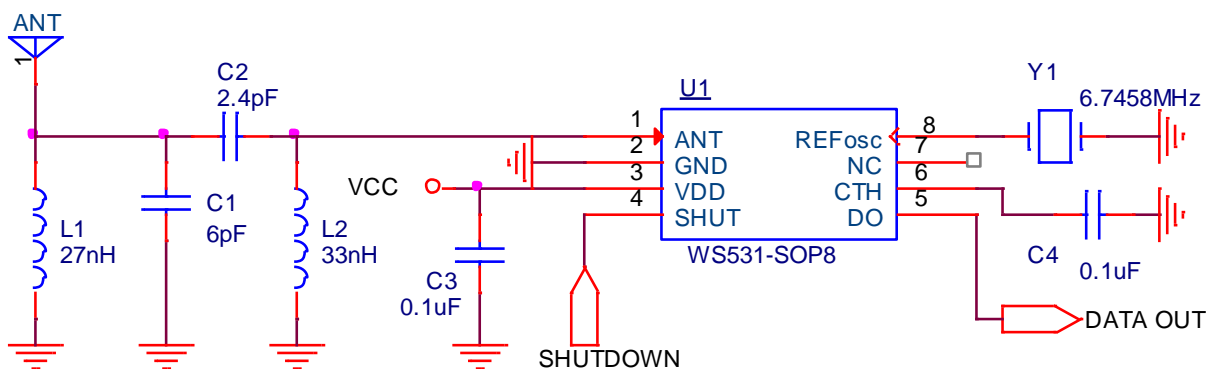 ANT
1
C2
2.4pF
L1
27nH
C1
6pF
L2
33nH
VCC
C3
0.1uF
SHUTDOWN
U1
1
2
3
4
ANT
GND
VDD
SHUT
REFosc
NC
CTH
DO
8
7
6
5
WS531-SOP8
Y1
6.7458MHz
C4
0.1uF
DATA OUT